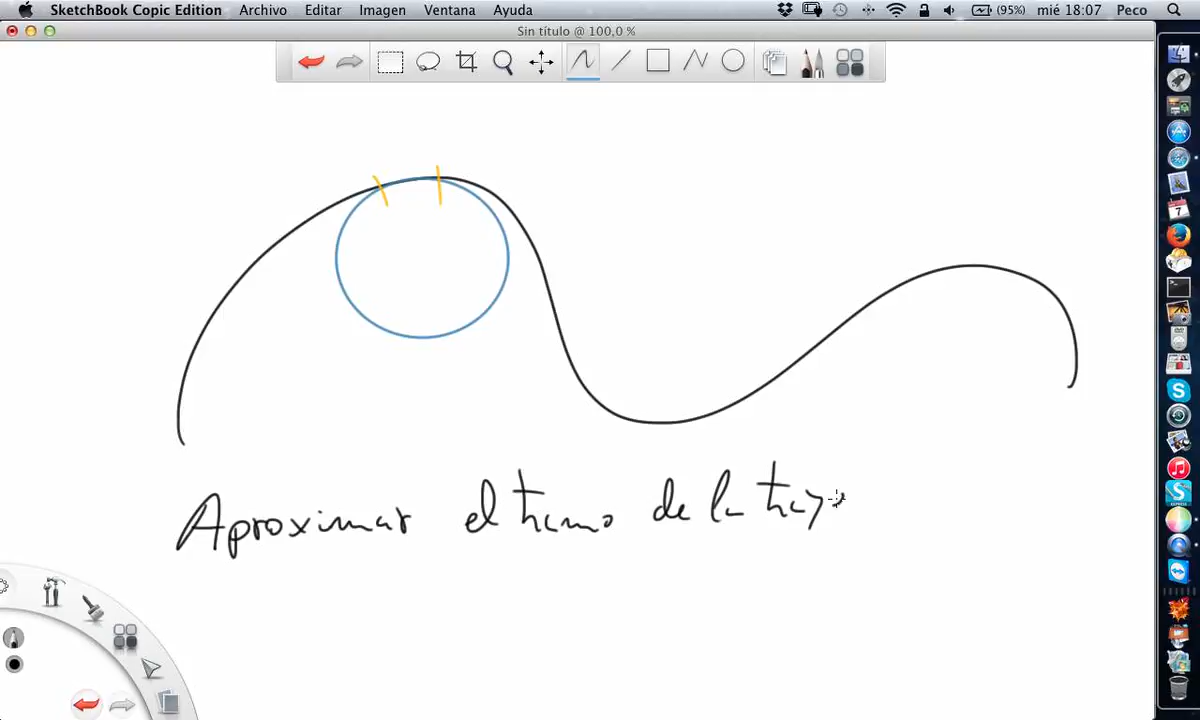 SketchBook Copic Edition Archivo Editar Imagen Ventana Ayuda (95%) mié 18:07 Peco
Sin título @ 100,0 %
Aproximar el tramo de la tray